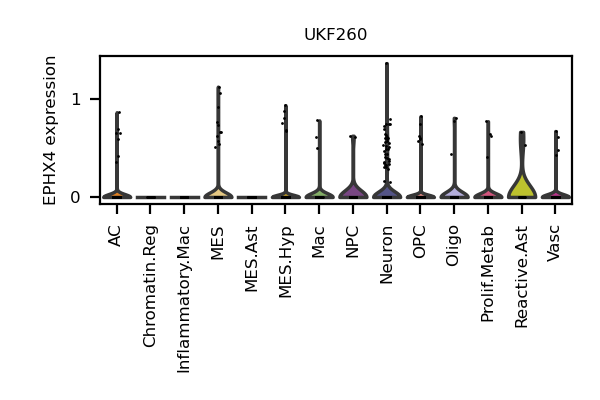 UKF260
EPHX4 expression
1
0
AC
Chromatin.Reg
Inflammatory.Mac
MES
MES.Ast
MES.Hyp
Mac
NPC
Neuron
OPC
Oligo
Prolif.Metab
Reactive.Ast
Vasc